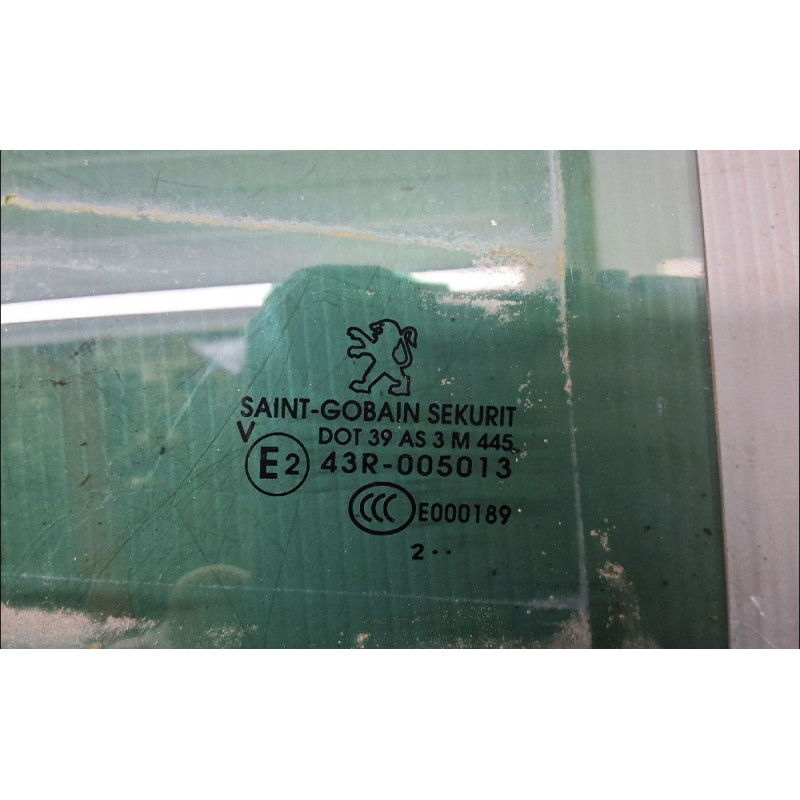 SAINT-GOBAIN SEKURIT
V DOT 39 AS 3 M 445
E2 43R-005013
CCC E000189
2··